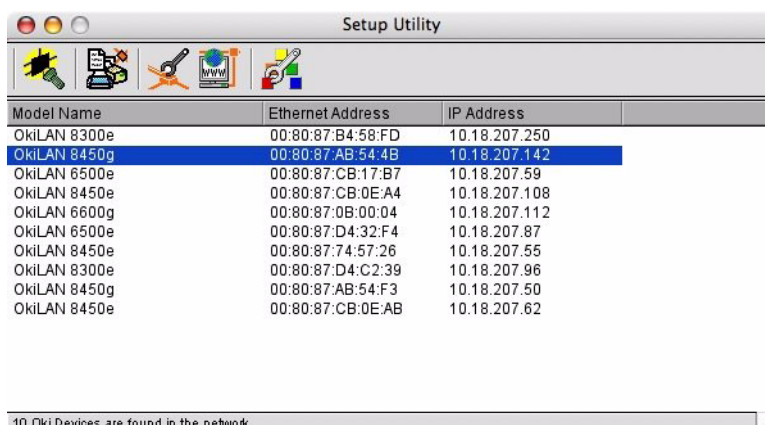 Setup Utility
WWW
Model Name Ethernet Address IP Address
OkiLAN 8300e 00:80:87:B4:58:FD 10.18.207.250
OkiLAN 8450g 00:80:87:AB:54:4B 10.18.207.142
OkiLAN 6500e 00:80:87:CB:17:B7 10.18.207.59
OkiLAN 8450e 00:80:87:CB:0E:A4 10.18.207.108
OkiLAN 6600g 00:80:87:0B:00:04 10.18.207.112
OkiLAN 6500e 00:80:87:D4:32:F4 10.18.207.87
OkiLAN 8450e 00:80:87:74:57:26 10.18.207.55
OkiLAN 8300e 00:80:87:D4:C2:39 10.18.207.96
OkiLAN 8450g 00:80:87:AB:54:F3 10.18.207.50
OkiLAN 8450e 00:80:87:CB:0E:AB 10.18.207.62
10 Oki Devices are found in the network